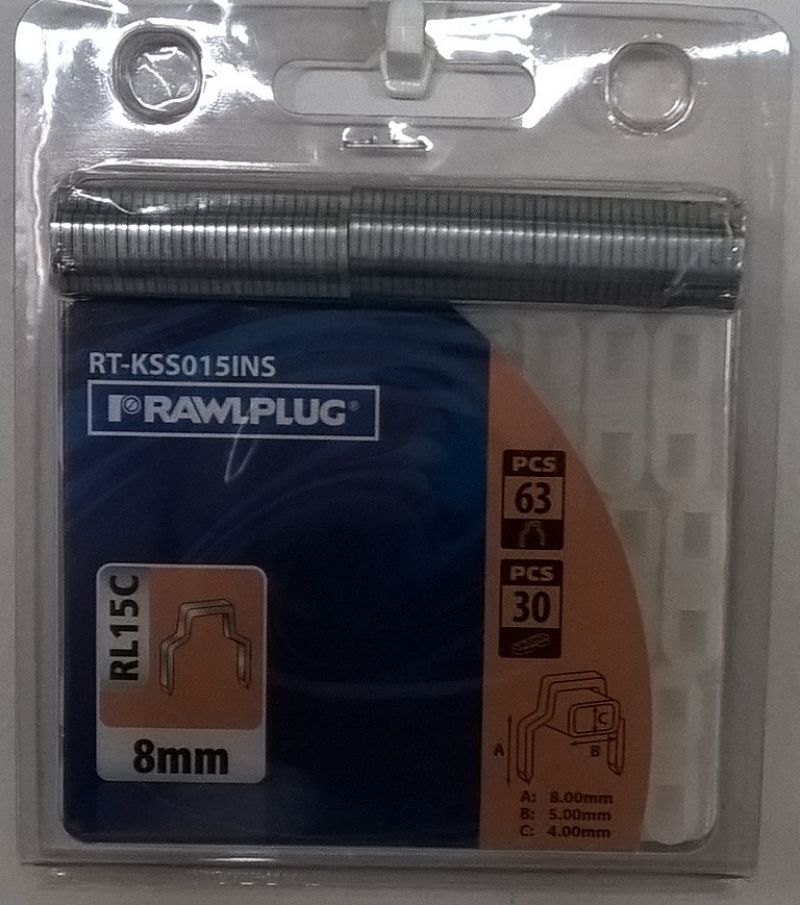 RT-KSS015INS
RAWLPLUG®
PCS
63
PCS
30
RL15C
8mm
C
A
B
A: 8.00mm
B: 5.00mm
C: 4.00mm